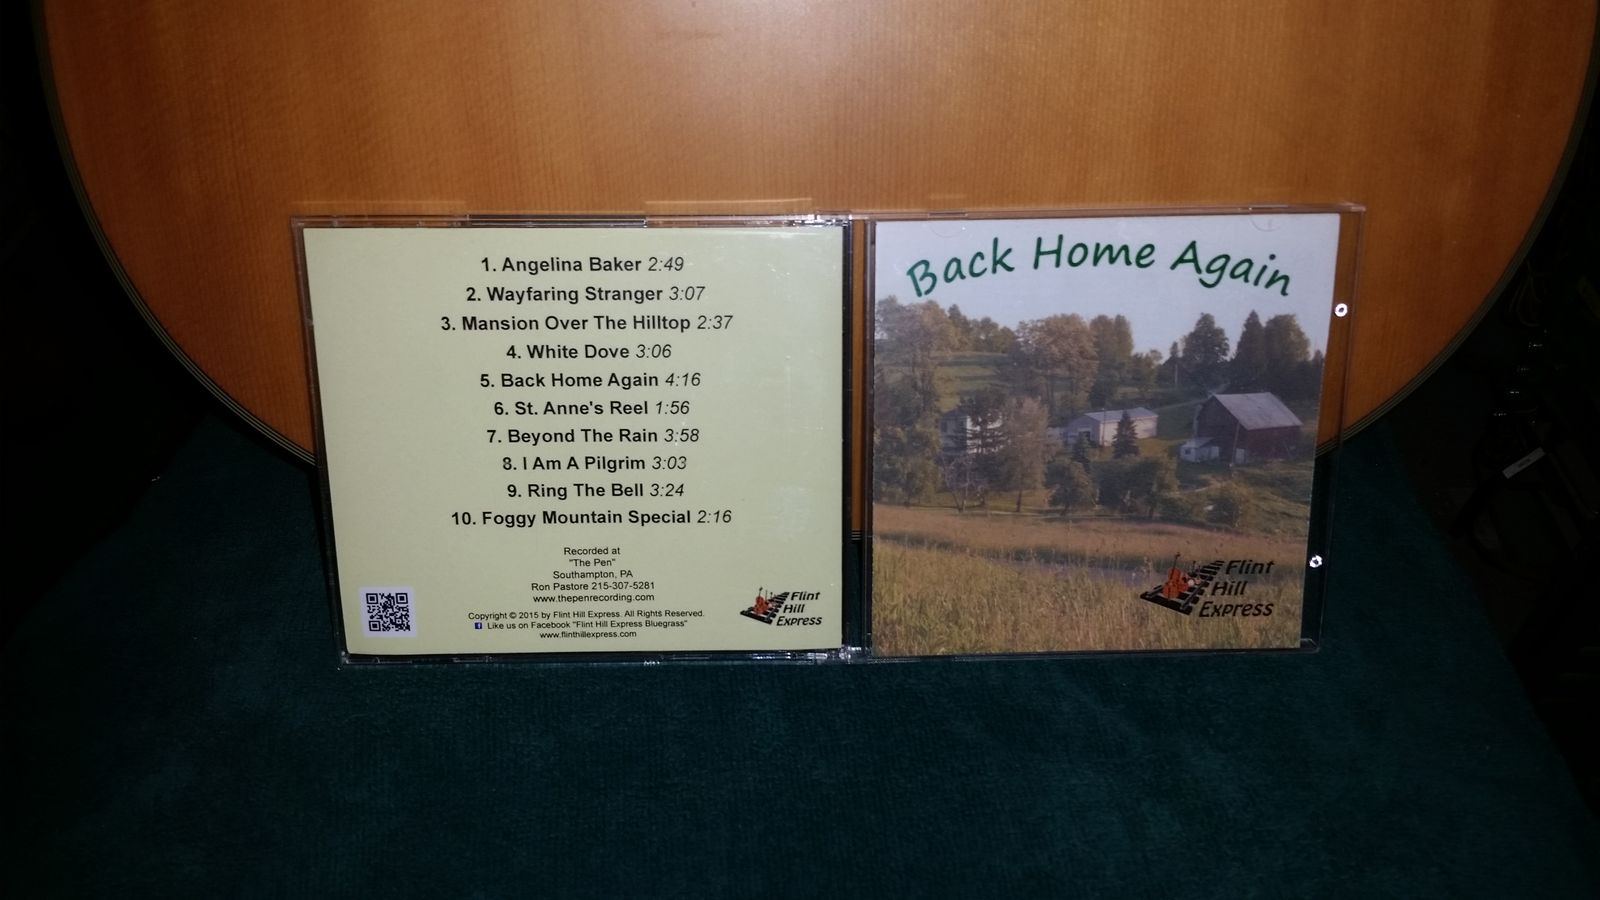 1. Angelina Baker 2:49
2. Wayfaring Stranger 3:07
3. Mansion Over The Hilltop 2:37
4. White Dove 3:06
5. Back Home Again 4:16
6. St. Anne's Reel 1:56
7. Beyond The Rain 3:58
8. I Am A Pilgrim 3:03
9. Ring The Bell 3:24
10. Foggy Mountain Special 2:16
Recorded at
"The Pen"
Southampton, PA
Ron Pastore 215-307-5281
www.thepenrecording.com
Copyright © 2015 by Flint Hill Express. All Rights Reserved.
f Like us on Facebook "Flint Hill Express Bluegrass"
www.flinthillexpress.com
Flint
Hill
Express
Back Home Again
Flint
Hill
Express